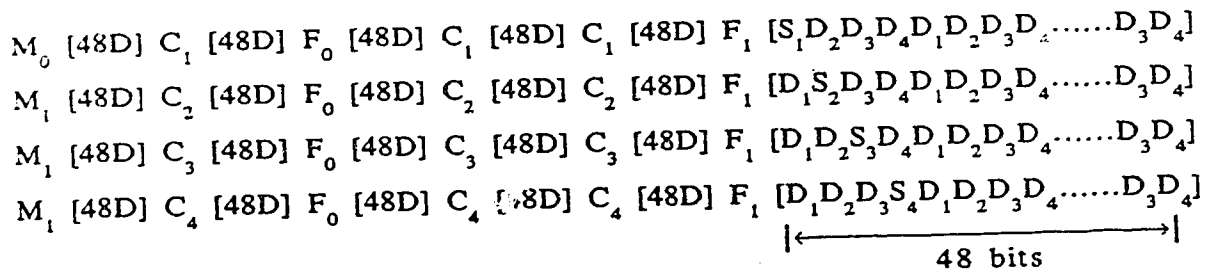 M₀ [48D] C₁ [48D] F₀ [48D] C₁ [48D] C₁ [48D] F₁ [S₁D₂D₃D₄D₁D₂D₃D₄......D₃D₄]
M₁ [48D] C₂ [48D] F₀ [48D] C₂ [48D] C₂ [48D] F₁ [D₁S₂D₃D₄D₁D₂D₃D₄......D₃D₄]
M₁ [48D] C₃ [48D] F₀ [48D] C₃ [48D] C₃ [48D] F₁ [D₁D₂S₃D₄D₁D₂D₃D₄......D₃D₄]
M₁ [48D] C₄ [48D] F₀ [48D] C₄ [48D] C₄ [48D] F₁ [D₁D₂D₃S₄D₁D₂D₃D₄......D₃D₄]
48 bits